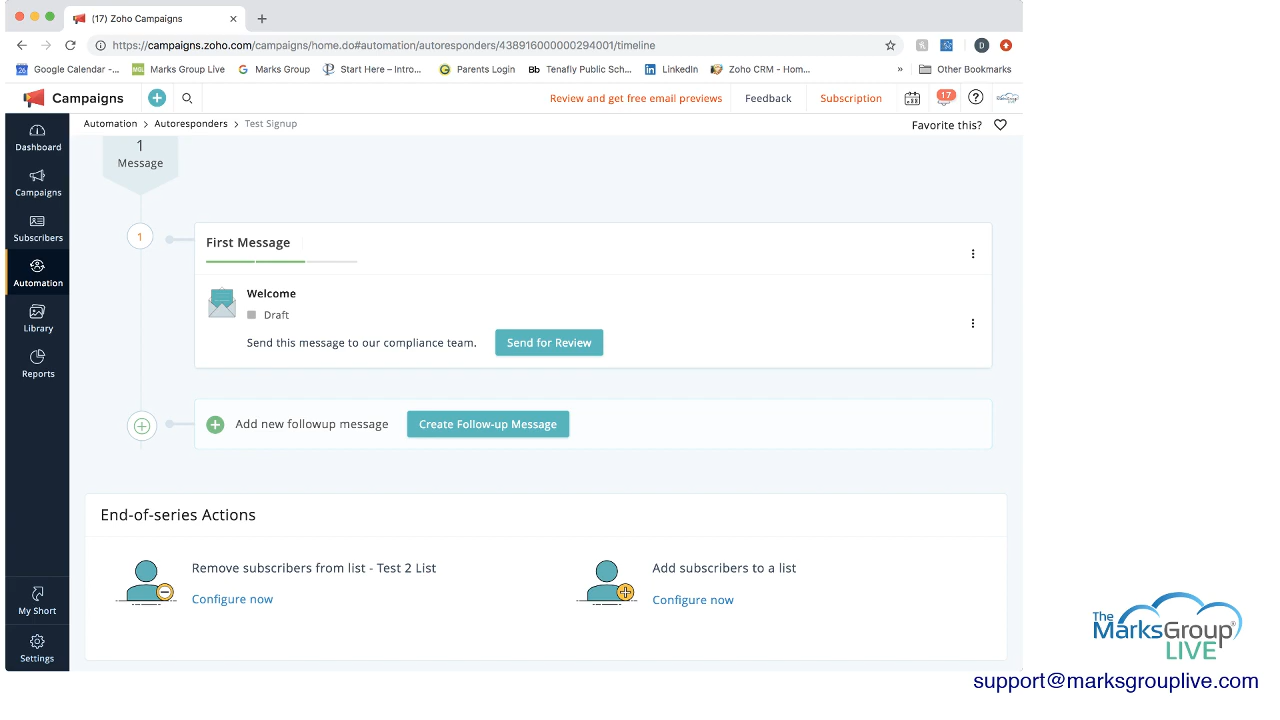 (17) Zoho Campaigns
https://campaigns.zoho.com/campaigns/home.do#automation/autoresponders/438916000000294001/timeline
D
26 Google Calendar -... MGL Marks Group Live G Marks Group Start Here – Intro... G Parents Login Bb Tenafly Public Sch... in LinkedIn Zoho CRM - Hom... » Other Bookmarks
Campaigns
Review and get free email previews Feedback Subscription 17
Automation > Autoresponders > Test Signup
Favorite this?
Dashboard
Campaigns
Subscribers
Automation
Library
Reports
My Short
Settings
1
Message
1
First Message
Welcome
Draft
Send this message to our compliance team. Send for Review
Add new followup message Create Follow-up Message
End-of-series Actions
Remove subscribers from list - Test 2 List
Configure now
Add subscribers to a list
Configure now
The
MarksGroup®
LIVE
support@marksgrouplive.com